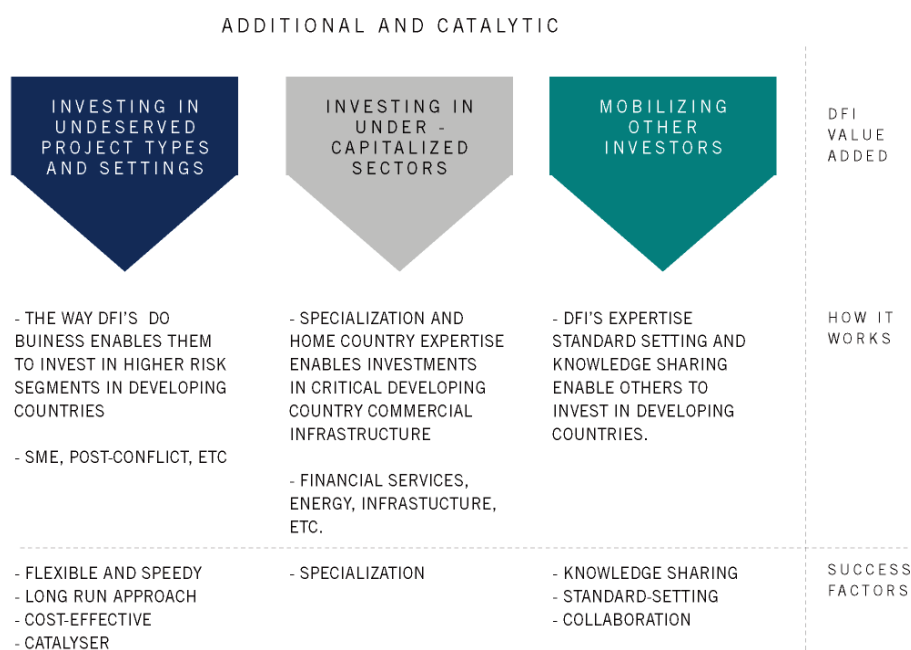 ADDITIONAL AND CATALYTIC
INVESTING IN
UNDESERVED
PROJECT TYPES
AND SETTINGS
INVESTING IN
UNDER -
CAPITALIZED
SECTORS
MOBILIZING
OTHER
INVESTORS
DFI
VALUE
ADDED
- THE WAY DFI'S DO
BUINESS ENABLES THEM
TO INVEST IN HIGHER RISK
SEGMENTS IN DEVELOPING
COUNTRIES
- SME, POST-CONFLICT, ETC
- SPECIALIZATION AND
HOME COUNTRY EXPERTISE
ENABLES INVESTMENTS
IN CRITICAL DEVELOPING
COUNTRY COMMERCIAL
INFRASTRUCTURE
- FINANCIAL SERVICES,
ENERGY, INFRASTUCTURE,
ETC.
- DFI'S EXPERTISE
STANDARD SETTING AND
KNOWLEDGE SHARING
ENABLE OTHERS TO
INVEST IN DEVELOPING
COUNTRIES.
HOW IT
WORKS
- FLEXIBLE AND SPEEDY
- LONG RUN APPROACH
- COST-EFFECTIVE
- CATALYSER
- SPECIALIZATION
- KNOWLEDGE SHARING
- STANDARD-SETTING
- COLLABORATION
SUCCESS
FACTORS